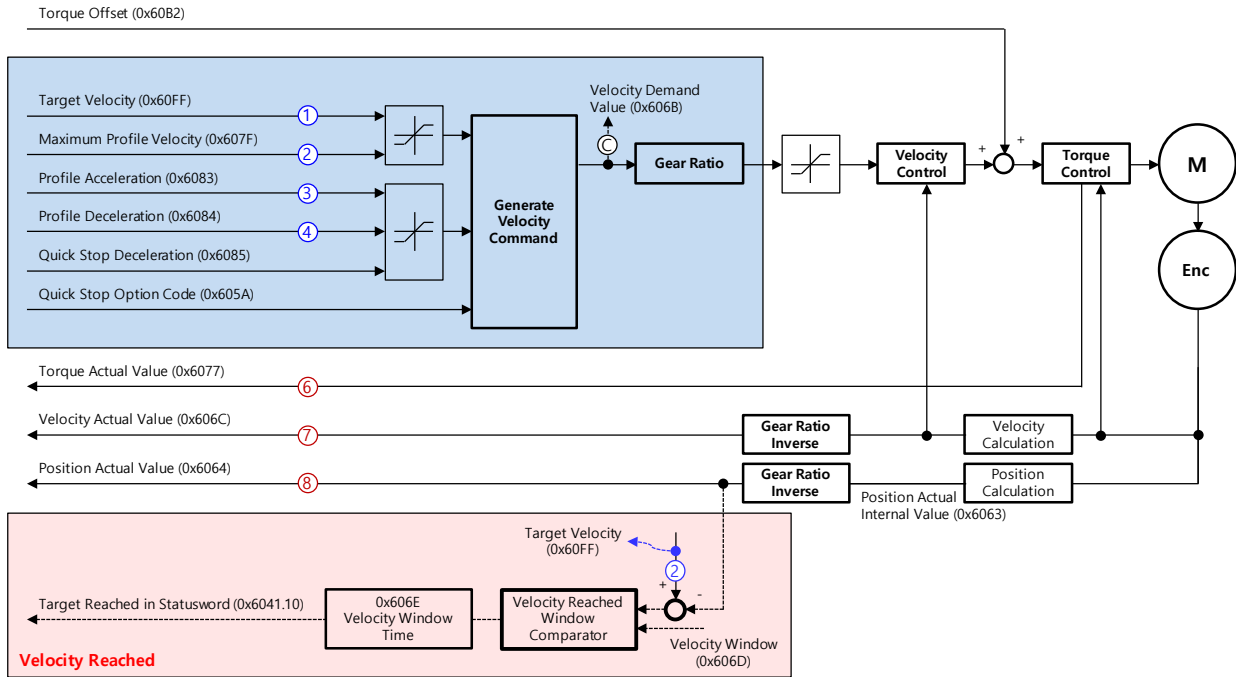 Torque Offset (0x60B2)
Target Velocity (0x60FF)
1
Maximum Profile Velocity (0x607F)
2
Profile Acceleration (0x6083)
3
Profile Deceleration (0x6084)
4
Quick Stop Deceleration (0x6085)
Quick Stop Option Code (0x605A)
Generate
Velocity
Command
Velocity Demand
Value (0x606B)
C
Gear Ratio
Velocity
Control
+
+
Torque
Control
M
Enc
Torque Actual Value (0x6077)
6
Velocity Actual Value (0x606C)
7
Gear Ratio
Inverse
Velocity
Calculation
Position Actual Value (0x6064)
8
Gear Ratio
Inverse
Position Actual
Internal Value (0x6063)
Position
Calculation
Target Velocity
(0x60FF)
2
+
-
Target Reached in Statusword (0x6041.10)
0x606E
Velocity Window
Time
Velocity Reached
Window
Comparator
Velocity Window
(0x606D)
Velocity Reached